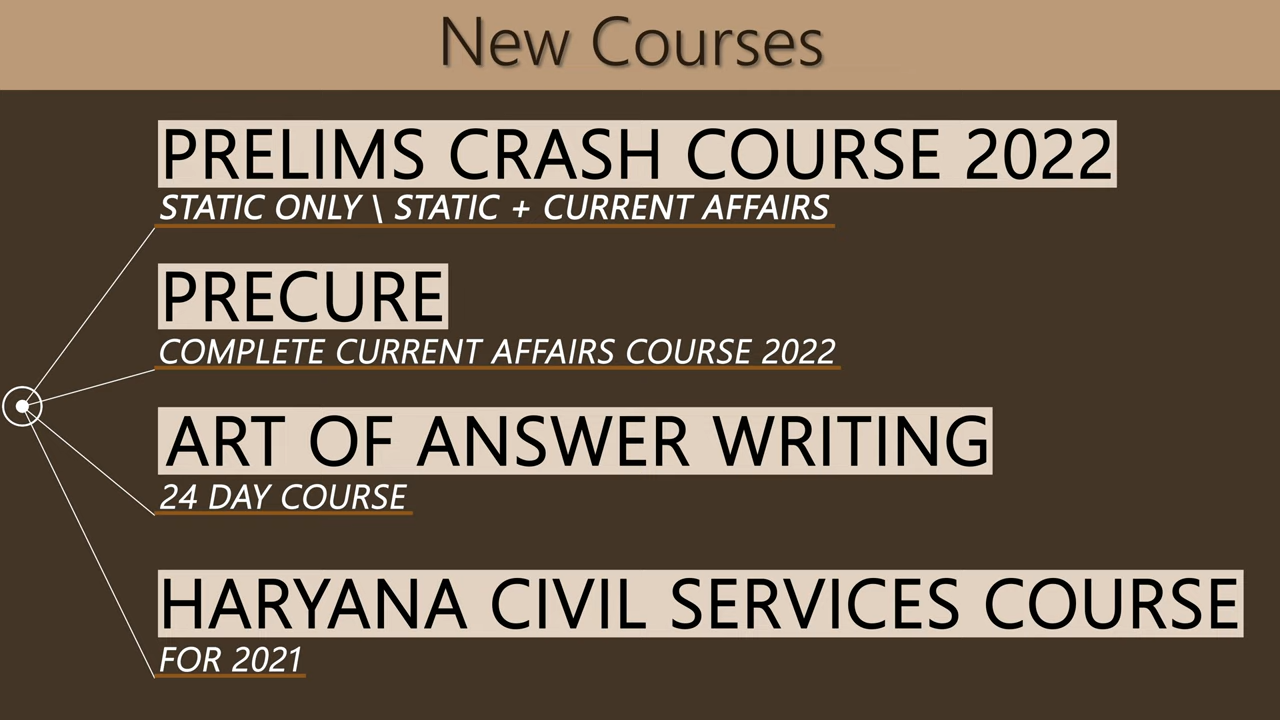 New Courses
PRELIMS CRASH COURSE 2022
STATIC ONLY \ STATIC + CURRENT AFFAIRS
PRECURE
COMPLETE CURRENT AFFAIRS COURSE 2022
ART OF ANSWER WRITING
24 DAY COURSE
HARYANA CIVIL SERVICES COURSE
FOR 2021